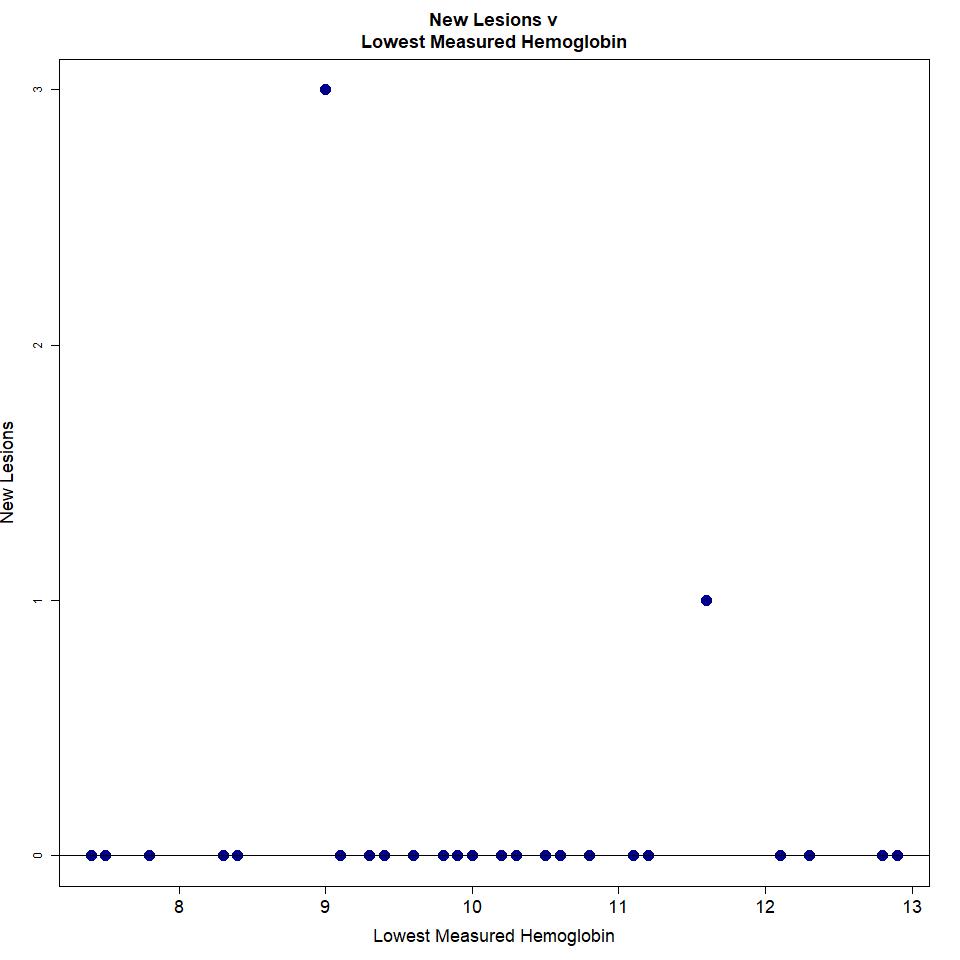 New Lesions v
Lowest Measured Hemoglobin
3
2
1
0
New Lesions
8 9 10 11 12 13
Lowest Measured Hemoglobin